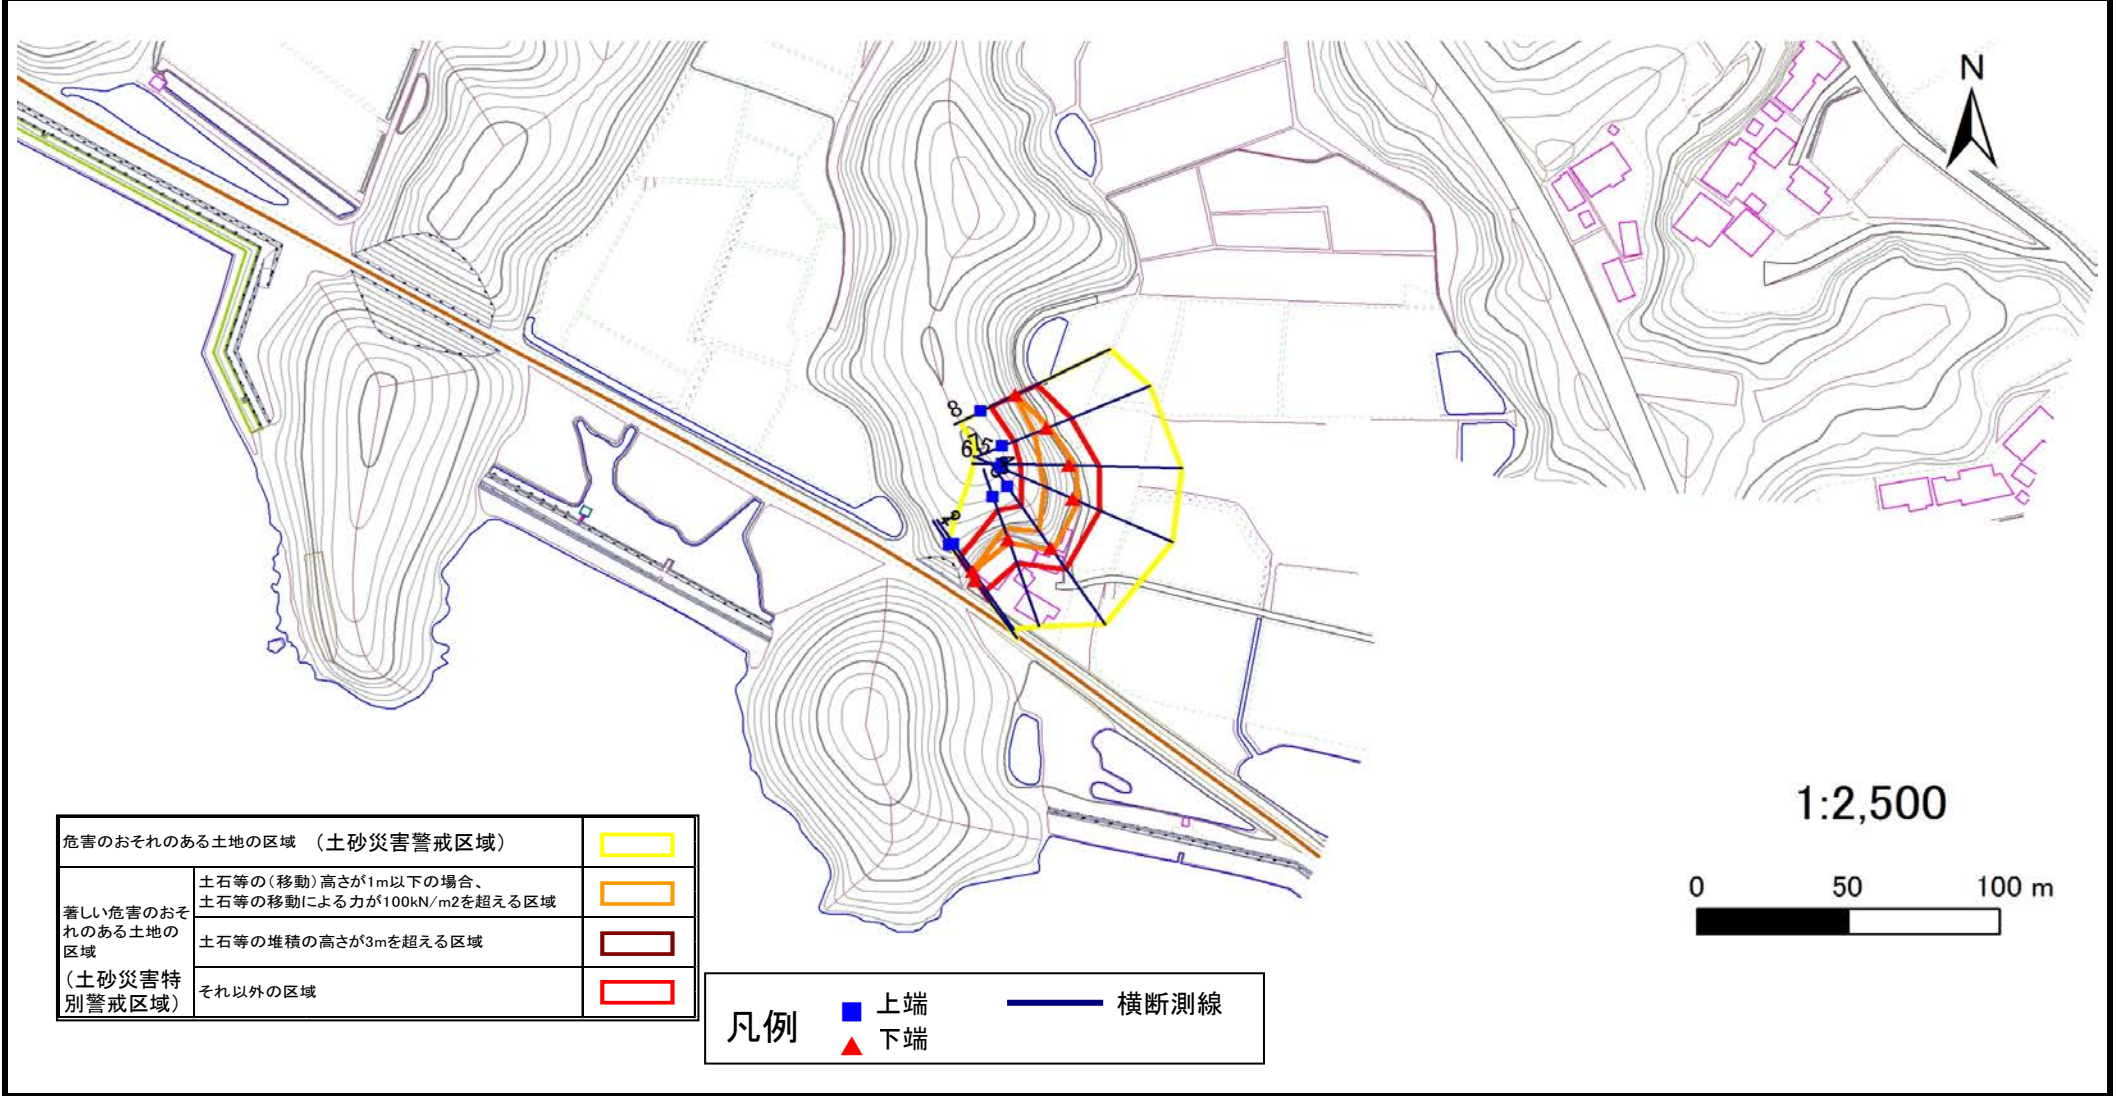 N
8
7
5
6
2
1:2,500
0 50 100 m
危害のおそれのある土地の区域 (土砂災害警戒区域)
著しい危害のおそ
れのある土地の
区域
(土砂災害特
別警戒区域)
土石等の(移動)高さが1m以下の場合、
土石等の移動による力が100kN/m2を超える区域
土石等の堆積の高さが3mを超える区域
それ以外の区域
凡例
上端
下端
横断測線